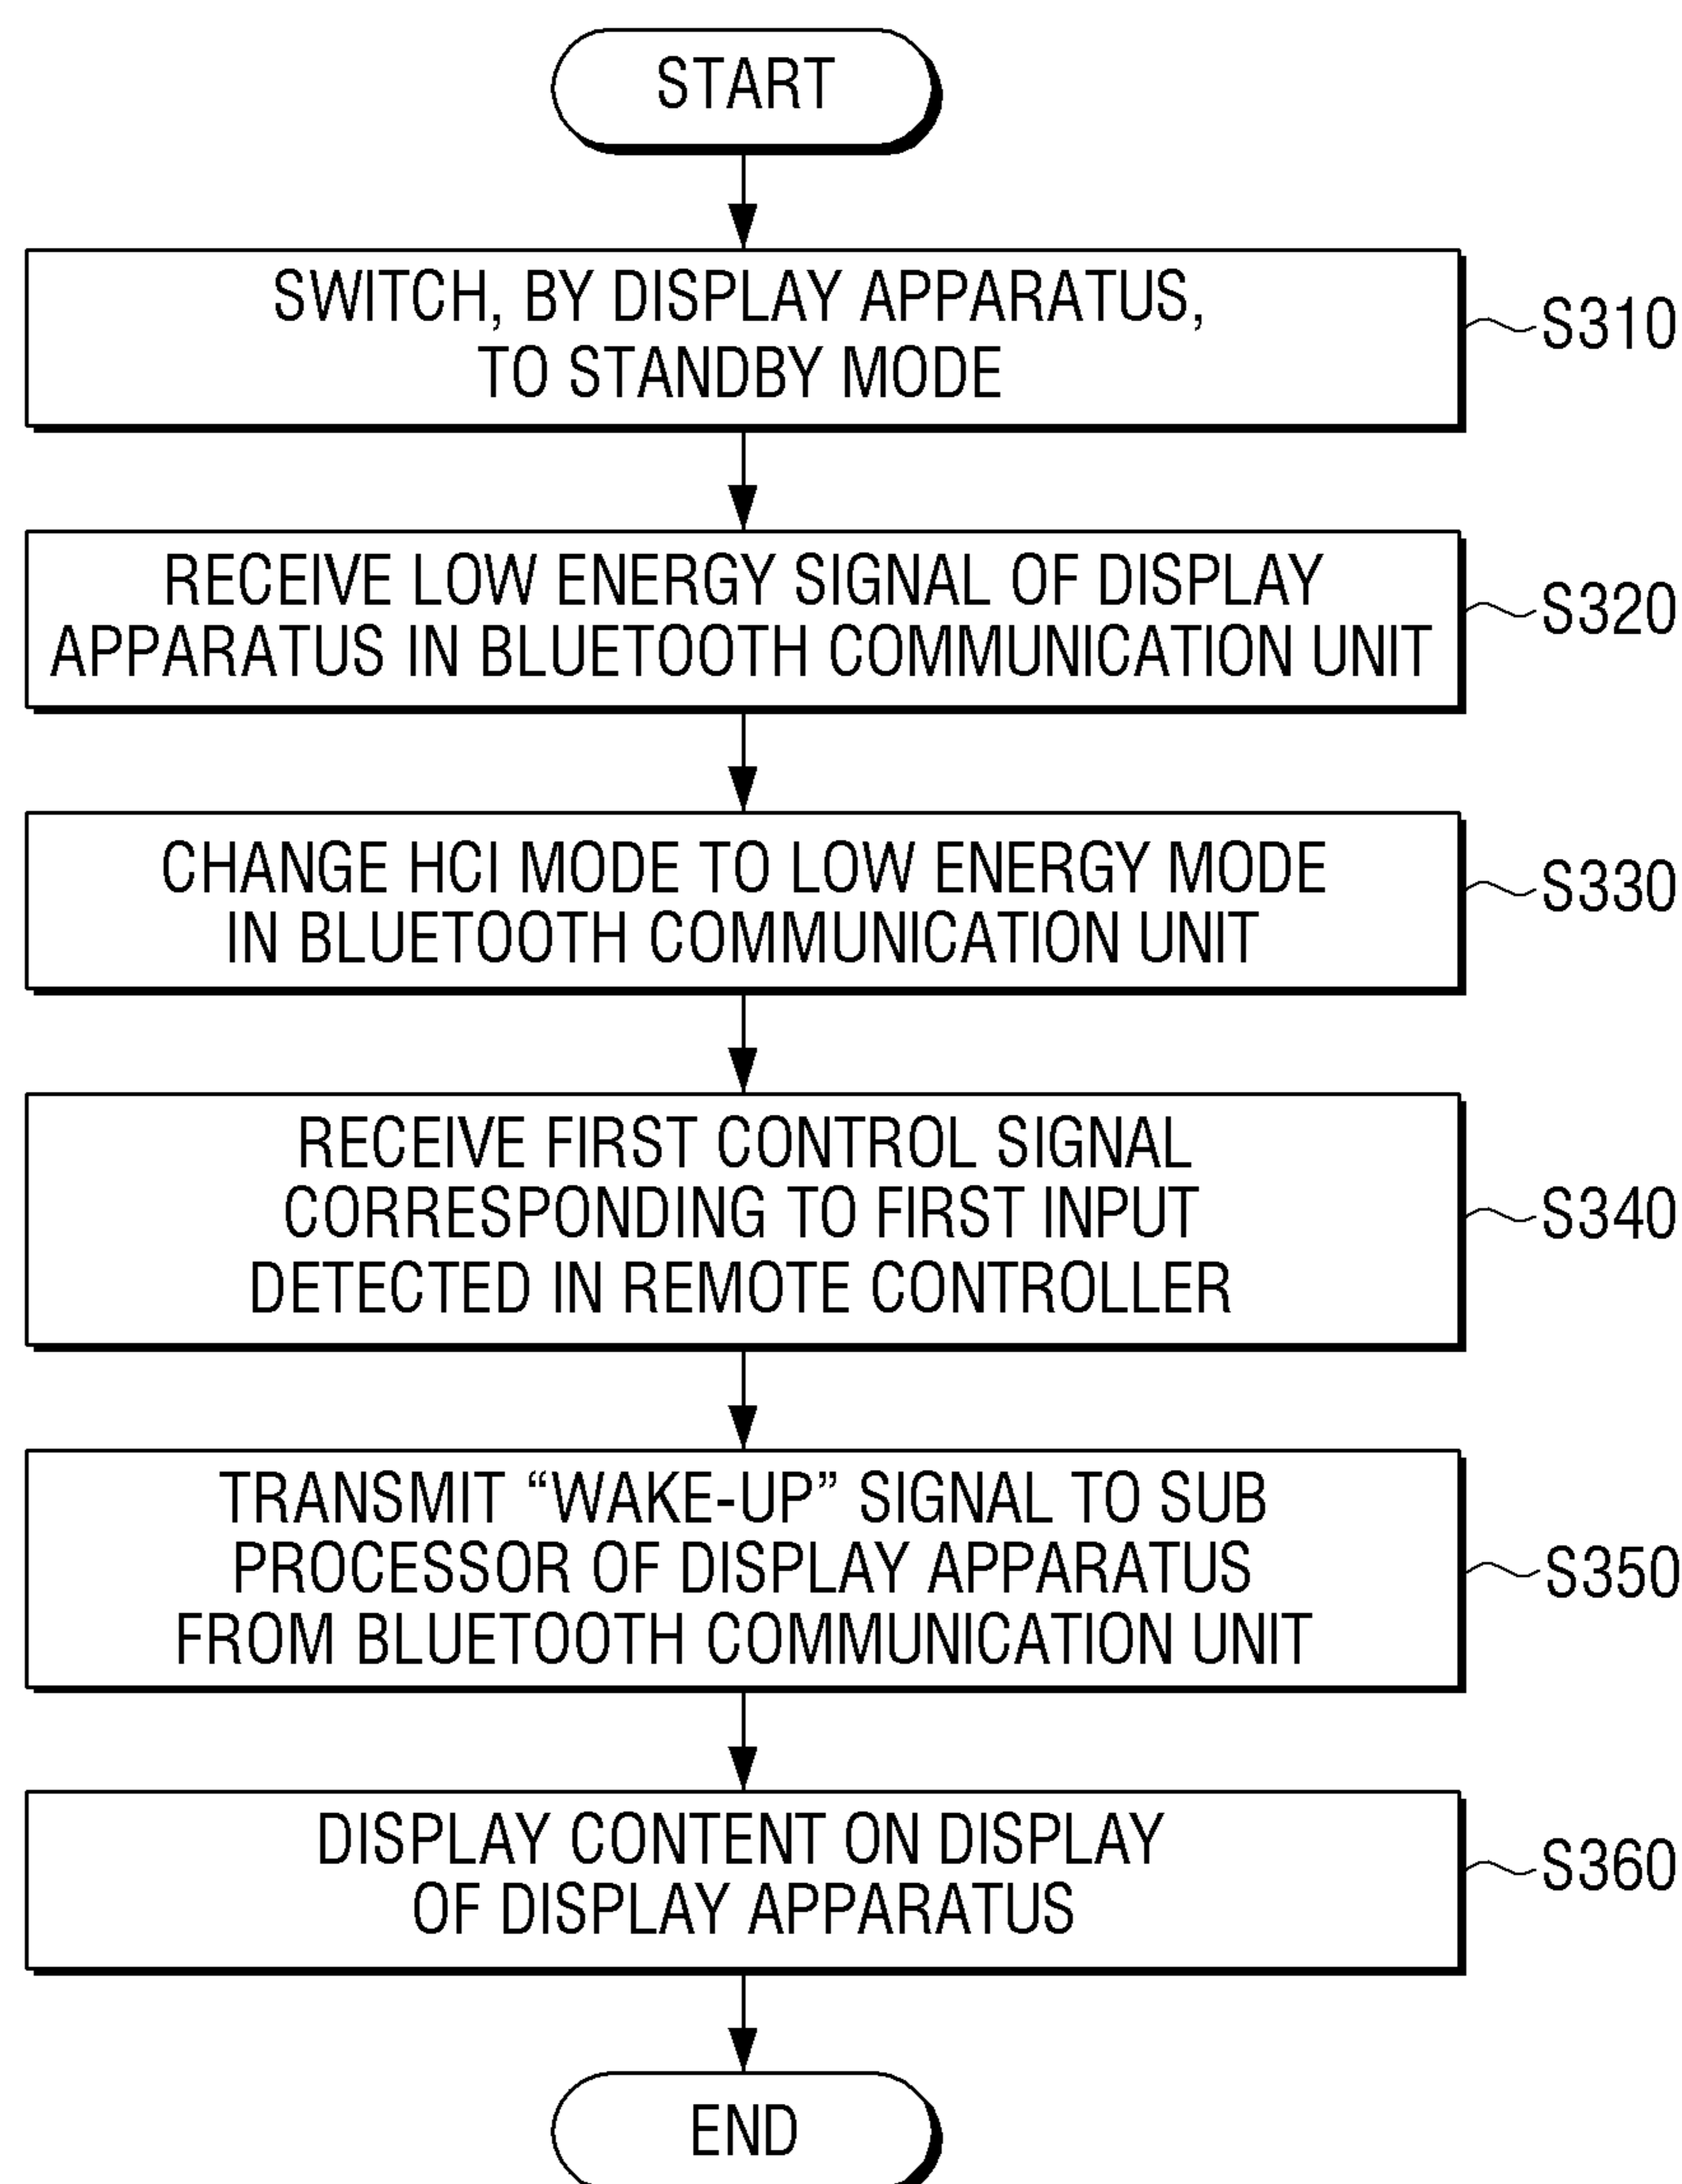 START
SWITCH, BY DISPLAY APPARATUS,
TO STANDBY MODE
S310
RECEIVE LOW ENERGY SIGNAL OF DISPLAY
APPARATUS IN BLUETOOTH COMMUNICATION UNIT
S320
CHANGE HCI MODE TO LOW ENERGY MODE
IN BLUETOOTH COMMUNICATION UNIT
S330
RECEIVE FIRST CONTROL SIGNAL
CORRESPONDING TO FIRST INPUT
DETECTED IN REMOTE CONTROLLER
S340
TRANSMIT “WAKE-UP” SIGNAL TO SUB
PROCESSOR OF DISPLAY APPARATUS
FROM BLUETOOTH COMMUNICATION UNIT
S350
DISPLAY CONTENT ON DISPLAY
OF DISPLAY APPARATUS
S360
END